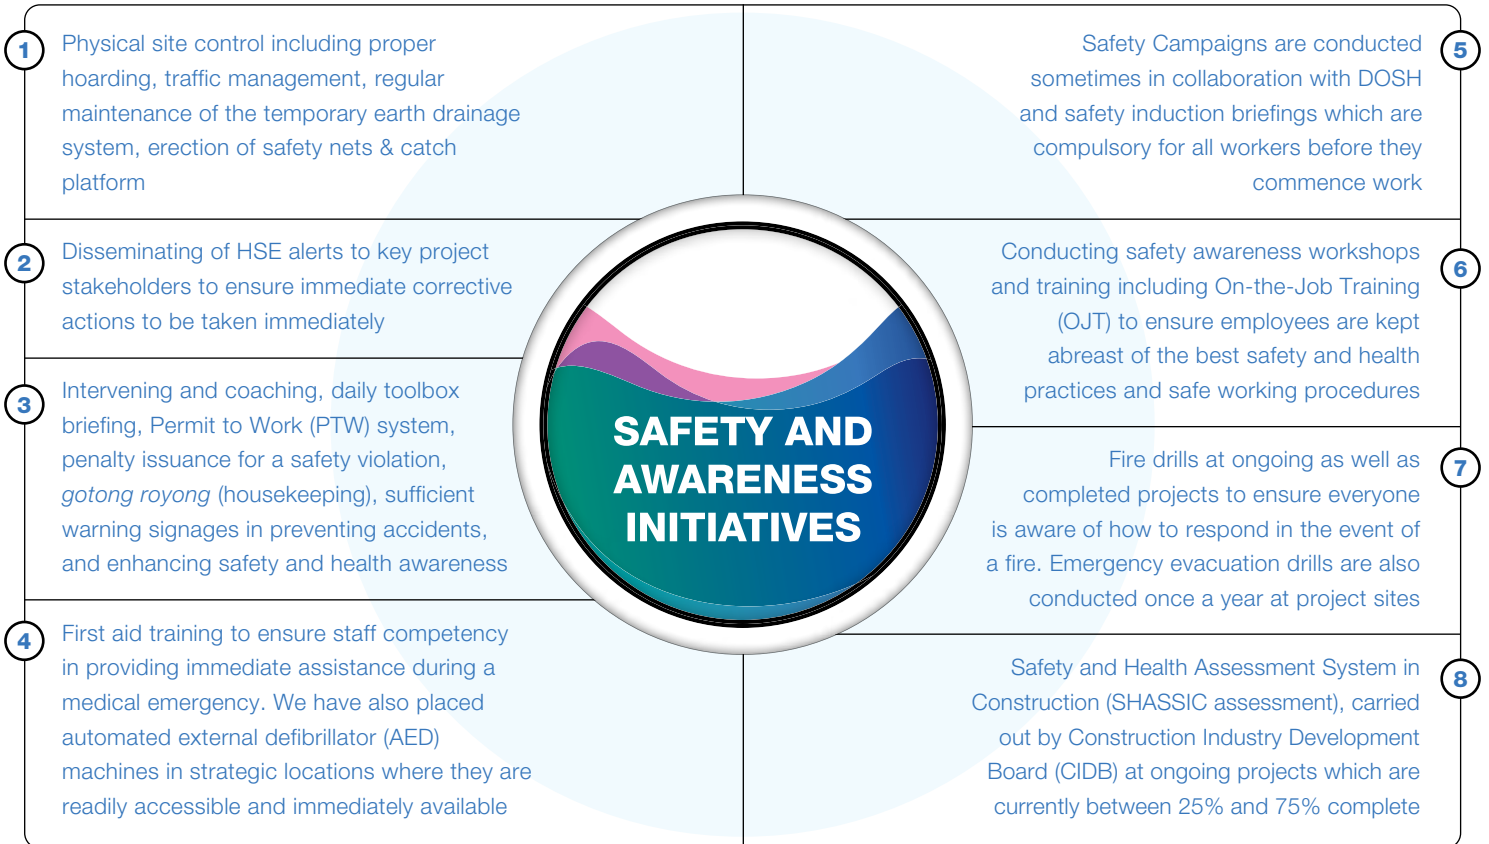 1
Physical site control including proper
hoarding, traffic management, regular
maintenance of the temporary earth drainage
system, erection of safety nets & catch
platform
2
Disseminating of HSE alerts to key project
stakeholders to ensure immediate corrective
actions to be taken immediately
3
Intervening and coaching, daily toolbox
briefing, Permit to Work (PTW) system,
penalty issuance for a safety violation,
gotong royong (housekeeping), sufficient
warning signages in preventing accidents,
and enhancing safety and health awareness
4
First aid training to ensure staff competency
in providing immediate assistance during a
medical emergency. We have also placed
automated external defibrillator (AED)
machines in strategic locations where they are
readily accessible and immediately available
SAFETY AND
AWARENESS
INITIATIVES
5
Safety Campaigns are conducted
sometimes in collaboration with DOSH
and safety induction briefings which are
compulsory for all workers before they
commence work
6
Conducting safety awareness workshops
and training including On-the-Job Training
(OJT) to ensure employees are kept
abreast of the best safety and health
practices and safe working procedures
7
Fire drills at ongoing as well as
completed projects to ensure everyone
is aware of how to respond in the event of
a fire. Emergency evacuation drills are also
conducted once a year at project sites
8
Safety and Health Assessment System in
Construction (SHASSIC assessment), carried
out by Construction Industry Development
Board (CIDB) at ongoing projects which are
currently between 25% and 75% complete